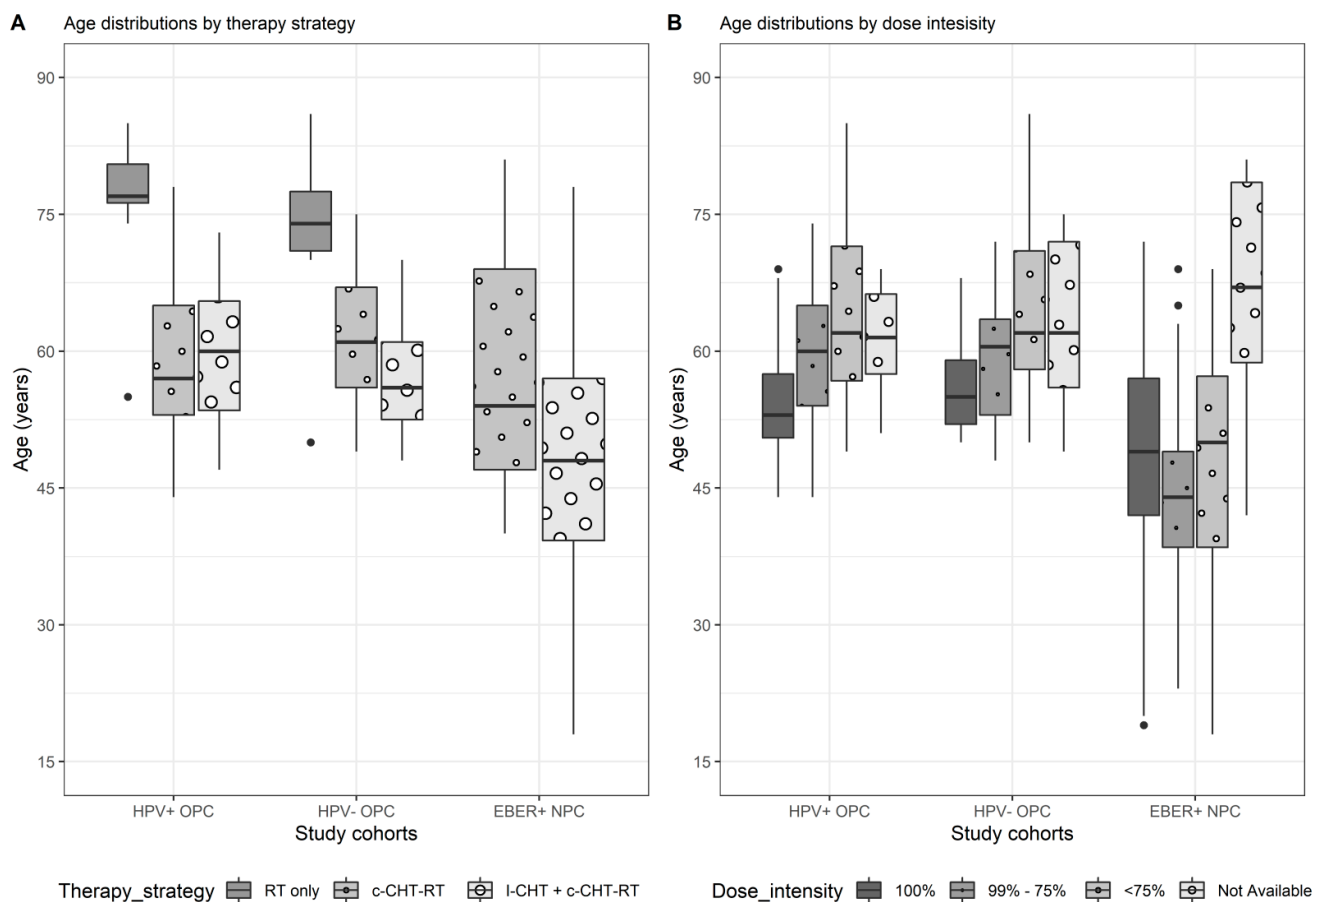 A Age distributions by therapy strategy
90
75
60
45
30
15
Age (years)
HPV+ OPC HPV- OPC EBER+ NPC
Study cohorts
Therapy_strategy RT only c-CHT-RT I-CHT + c-CHT-RT
B Age distributions by dose intesisity
90
75
60
45
30
15
Age (years)
HPV+ OPC HPV- OPC EBER+ NPC
Study cohorts
Dose_intensity 100% 99% - 75% <75% Not Available